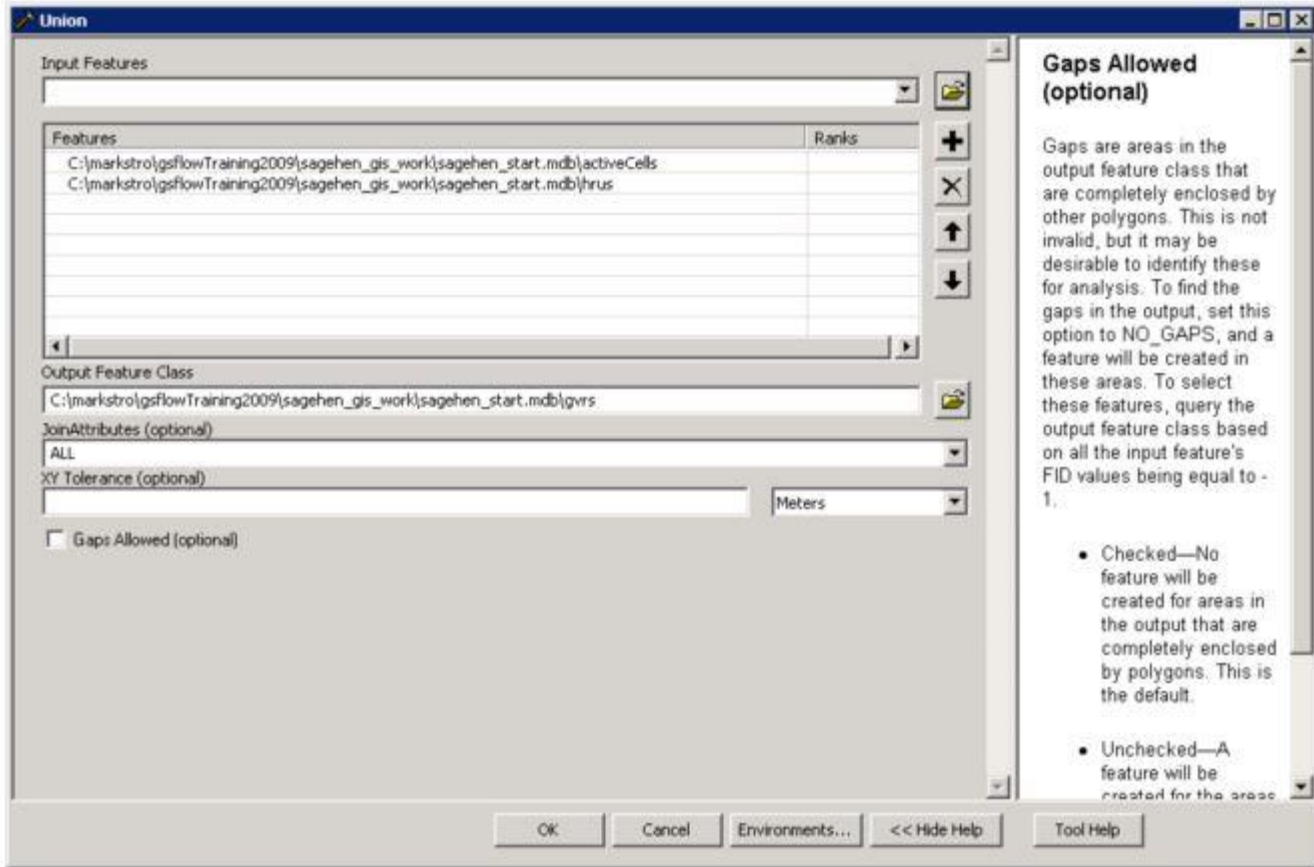 Union
Input Features
Features Ranks
C:\markstro\gsflowTraining2009\sagehen_gis_work\sagehen_start.mdb\activeCells
C:\markstro\gsflowTraining2009\sagehen_gis_work\sagehen_start.mdb\hrus
Output Feature Class
C:\markstro\gsflowTraining2009\sagehen_gis_work\sagehen_start.mdb\gvrs
JoinAttributes (optional)
ALL
XY Tolerance (optional)
Meters
Gaps Allowed (optional)
Gaps Allowed
(optional)
Gaps are areas in the
output feature class that
are completely enclosed by
other polygons. This is not
invalid, but it may be
desirable to identify these
for analysis. To find the
gaps in the output, set this
option to NO_GAPS, and a
feature will be created in
these areas. To select
these features, query the
output feature class based
on all the input feature's
FID values being equal to -
1.
• Checked—No
feature will be
created for areas in
the output that are
completely enclosed
by polygons. This is
the default.
• Unchecked—A
feature will be
created for the areas
OK Cancel Environments... << Hide Help Tool Help